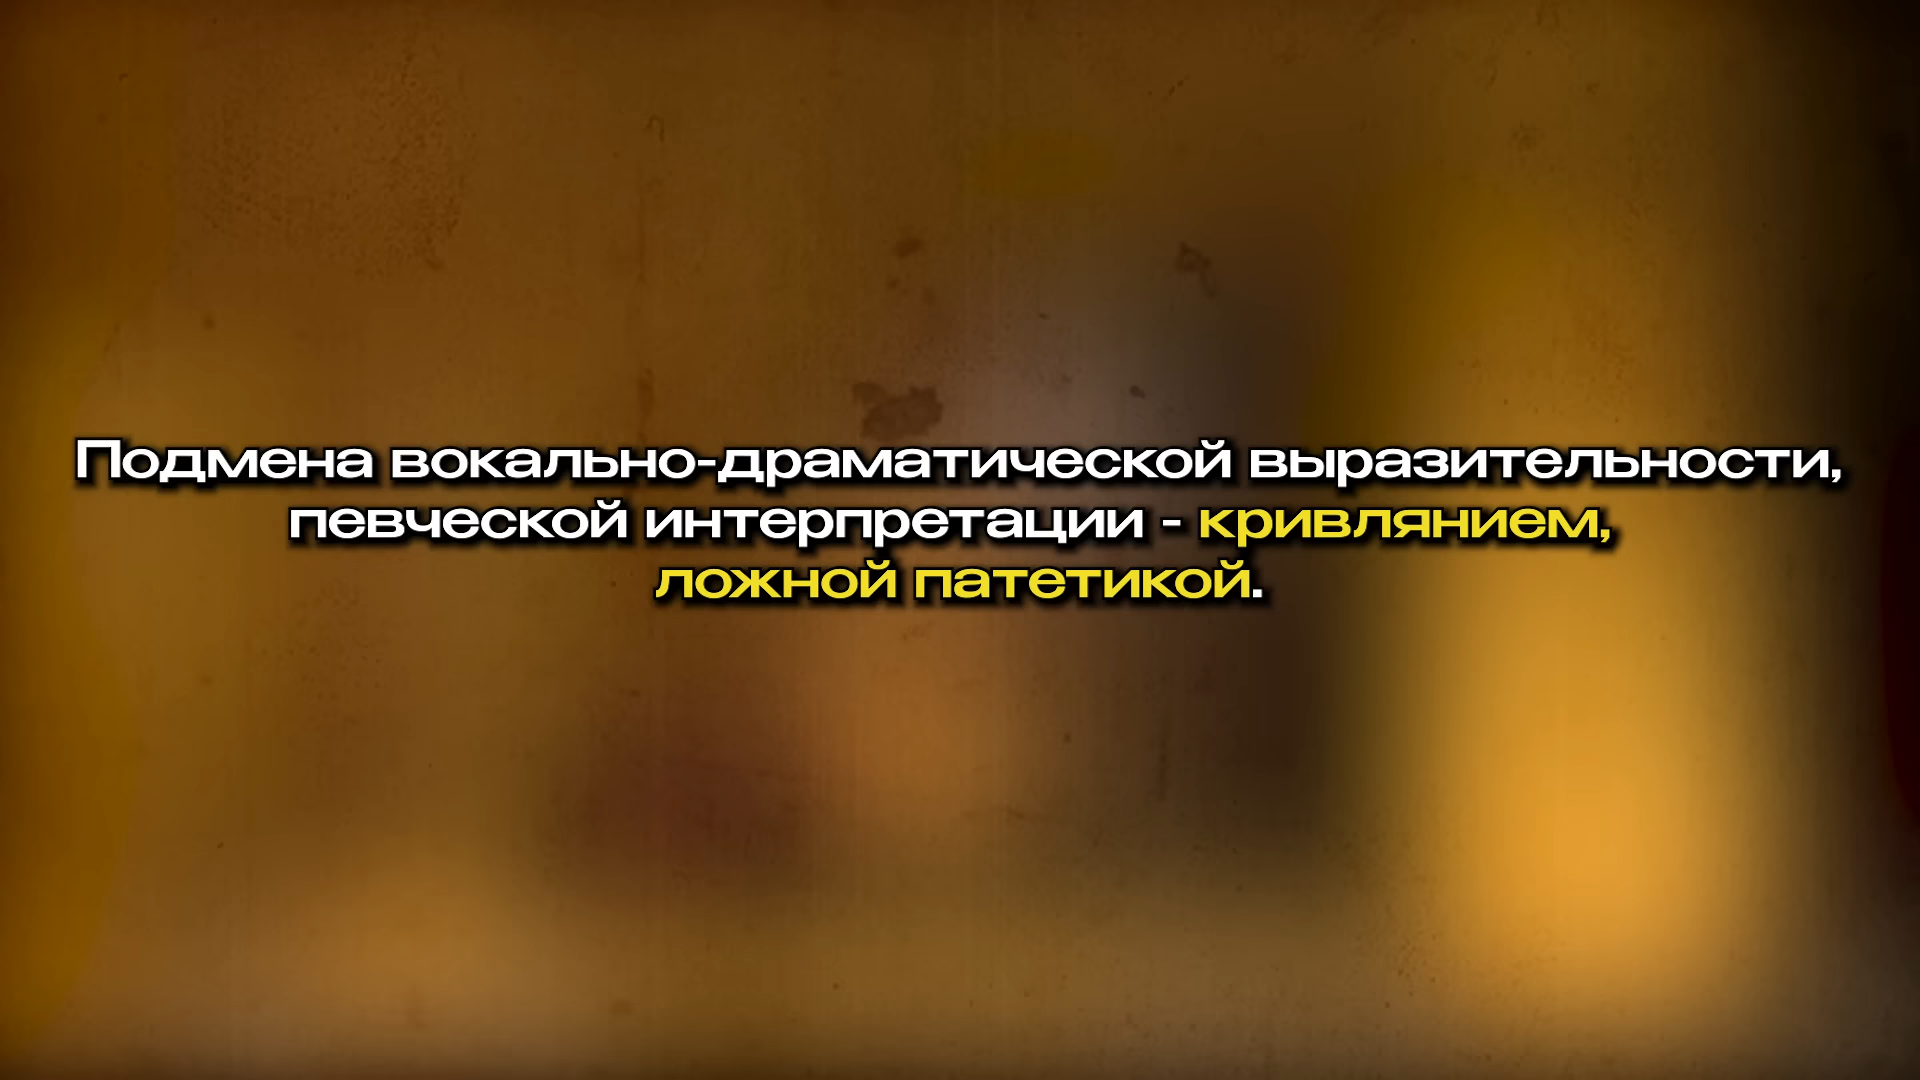 Подмена вокально-драматической выразительности,
певческой интерпретации - кривлянием,
ложной патетикой.